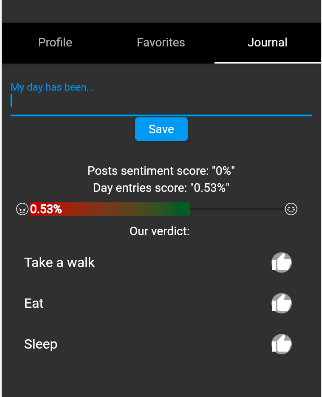 Profile Favorites Journal
My day has been...
Save
Posts sentiment score: "0%"
Day entries score: "0.53%"
0.53%
Our verdict:
Take a walk
Eat
Sleep